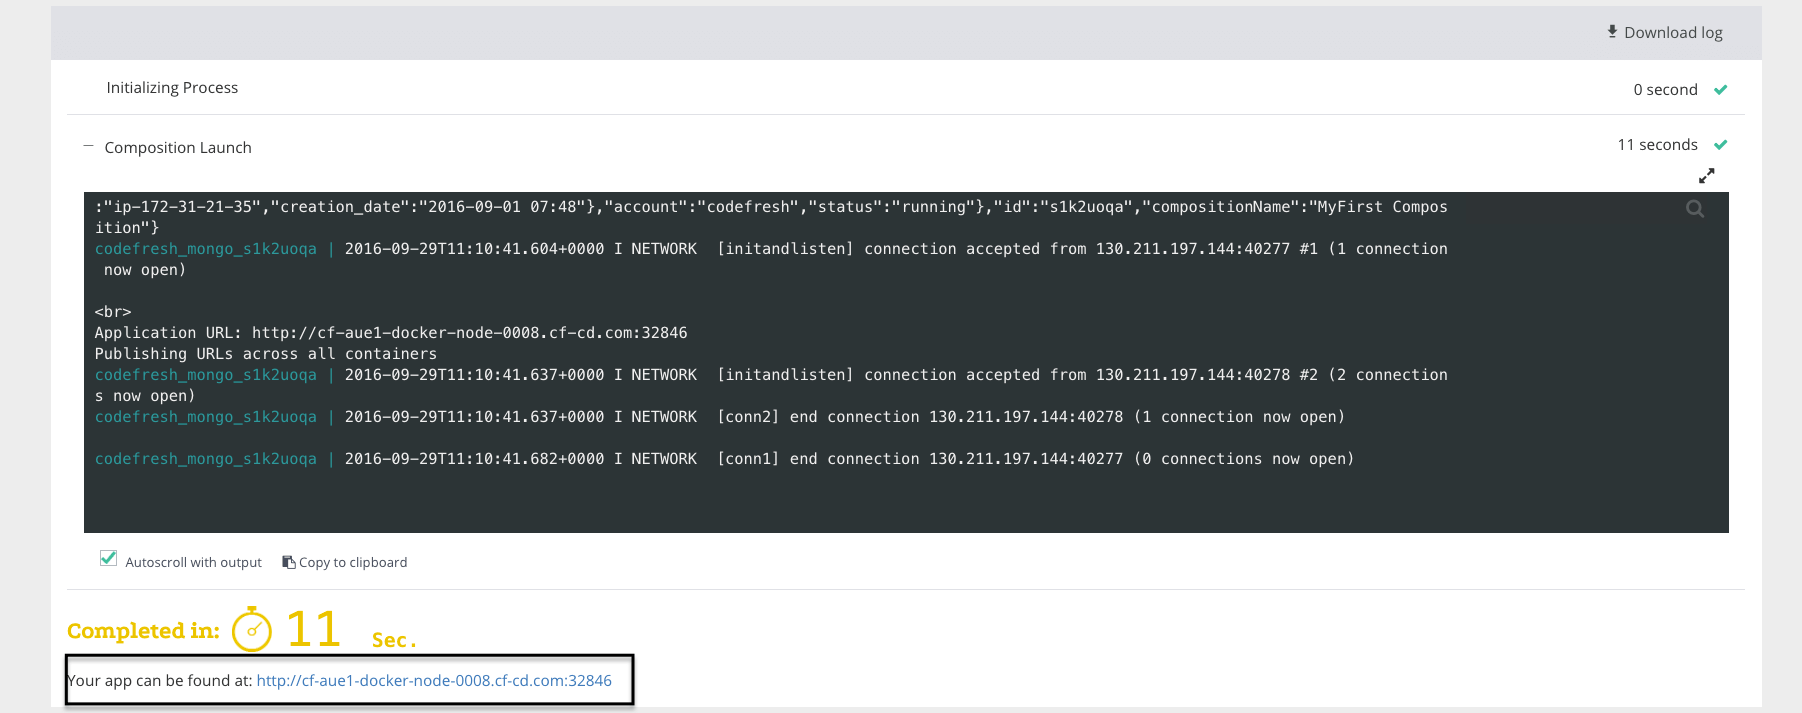 Download log
Initializing Process
0 second
— Composition Launch
11 seconds
:"ip-172-31-21-35","creation_date":"2016-09-01 07:48"},"account":"codefresh","status":"running"},"id":"s1k2uoqa","compositionName":"MyFirst Compos
ition"}
codefresh_mongo_s1k2uoqa | 2016-09-29T11:10:41.604+0000 I NETWORK  [initandlisten] connection accepted from 130.211.197.144:40277 #1 (1 connection
 now open)
<br>
Application URL: http://cf-aue1-docker-node-0008.cf-cd.com:32846
Publishing URLs across all containers
codefresh_mongo_s1k2uoqa | 2016-09-29T11:10:41.637+0000 I NETWORK  [initandlisten] connection accepted from 130.211.197.144:40278 #2 (2 connection
s now open)
codefresh_mongo_s1k2uoqa | 2016-09-29T11:10:41.637+0000 I NETWORK  [conn2] end connection 130.211.197.144:40278 (1 connection now open)
codefresh_mongo_s1k2uoqa | 2016-09-29T11:10:41.682+0000 I NETWORK  [conn1] end connection 130.211.197.144:40277 (0 connections now open)
Autoscroll with output Copy to clipboard
Completed in: 11 Sec.
Your app can be found at: http://cf-aue1-docker-node-0008.cf-cd.com:32846